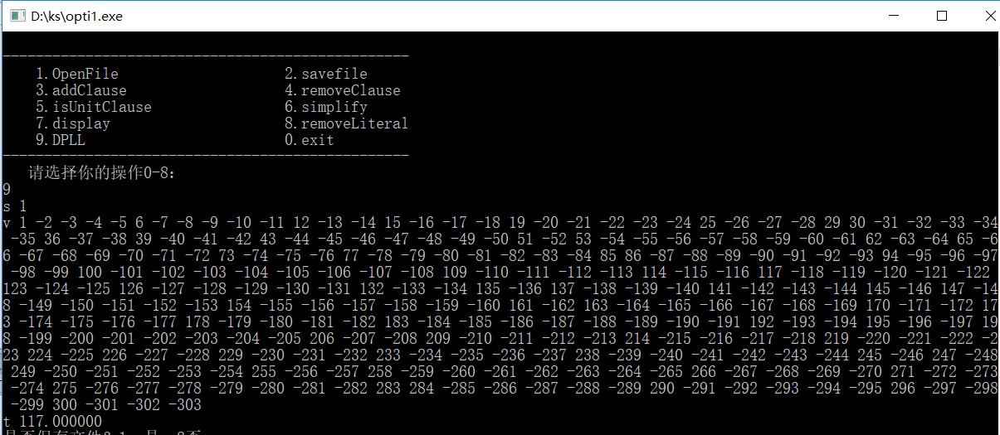 D:\ks\opti1.exe
------------------------------------------------
1.OpenFile 2.savefile
3.addClause 4.removeClause
5.isUnitClause 6.simplify
7.display 8.removeLiteral
9.DPLL 0.exit
------------------------------------------------
请选择你的操作0-8:
9
s 1
v 1 -2 -3 -4 -5 6 -7 -8 -9 -10 -11 12 -13 -14 15 -16 -17 -18 19 -20 -21 -22 -23 -24 25 -26 -27 -28 29 30 -31 -32 -33 -34
-35 36 -37 -38 39 -40 -41 -42 43 -44 -45 -46 -47 -48 -49 -50 51 -52 53 -54 -55 -56 -57 -58 -59 -60 -61 62 -63 -64 65 -6
6 -67 -68 -69 -70 -71 -72 73 -74 -75 -76 77 -78 -79 -80 -81 -82 -83 -84 85 86 -87 -88 -89 -90 -91 -92 -93 94 -95 -96 -97
-98 -99 100 -101 -102 -103 -104 -105 -106 -107 -108 109 -110 -111 -112 -113 114 -115 -116 117 -118 -119 -120 -121 -122
123 -124 -125 126 -127 -128 -129 -130 -131 132 -133 -134 135 -136 137 -138 -139 -140 141 -142 -143 -144 145 -146 147 -14
8 -149 -150 -151 -152 -153 154 -155 -156 -157 -158 -159 -160 161 -162 163 -164 -165 -166 -167 -168 -169 170 -171 -172 17
3 -174 -175 -176 -177 178 -179 -180 -181 -182 183 -184 -185 -186 -187 -188 -189 -190 -191 192 -193 -194 195 -196 -197 19
8 -199 -200 -201 -202 -203 -204 -205 206 -207 -208 209 -210 -211 -212 -213 214 -215 -216 -217 -218 219 -220 -221 -222 -2
23 224 -225 226 -227 -228 229 -230 -231 -232 233 -234 -235 -236 -237 238 -239 -240 -241 -242 -243 -244 245 -246 247 -248
249 -250 -251 -252 -253 -254 255 -256 -257 -258 -259 -260 -261 -262 -263 -264 -265 266 -267 -268 -269 -270 271 -272 -273
-274 275 -276 -277 -278 -279 -280 -281 -282 283 284 -285 -286 -287 -288 -289 290 -291 -292 -293 -294 -295 296 -297 -298
-299 300 -301 -302 -303
t 117.000000